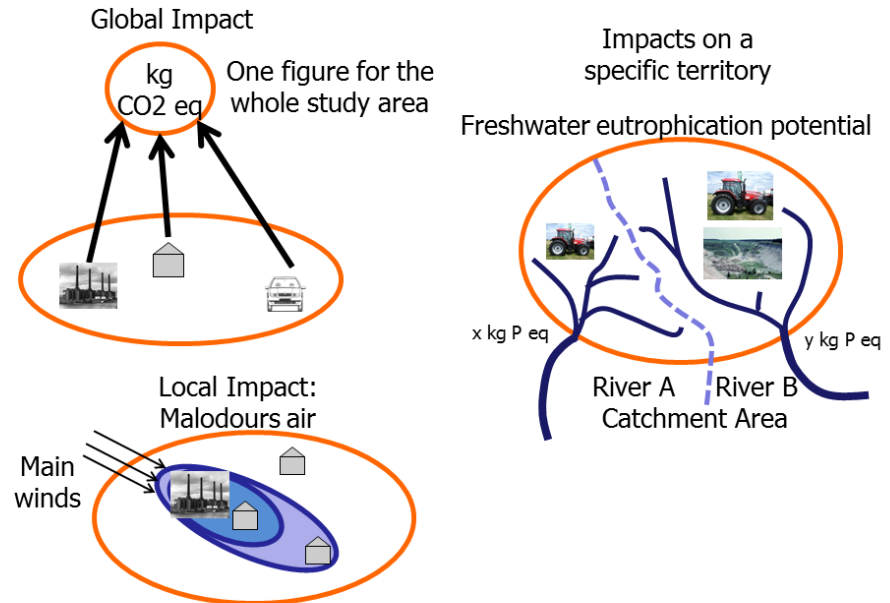 Global Impact
kg
CO2 eq
One figure for the
whole study area
Local Impact:
Malodours air
Main
winds
Impacts on a
specific territory
Freshwater eutrophication potential
x kg P eq
y kg P eq
River A
River B
Catchment Area